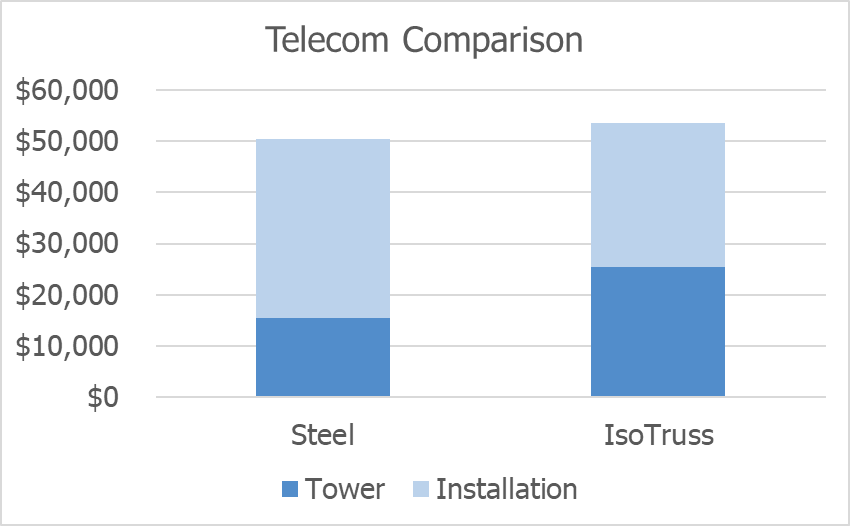 Telecom Comparison
$60,000
$50,000
$40,000
$30,000
$20,000
$10,000
$0
Steel IsoTruss
Tower Installation